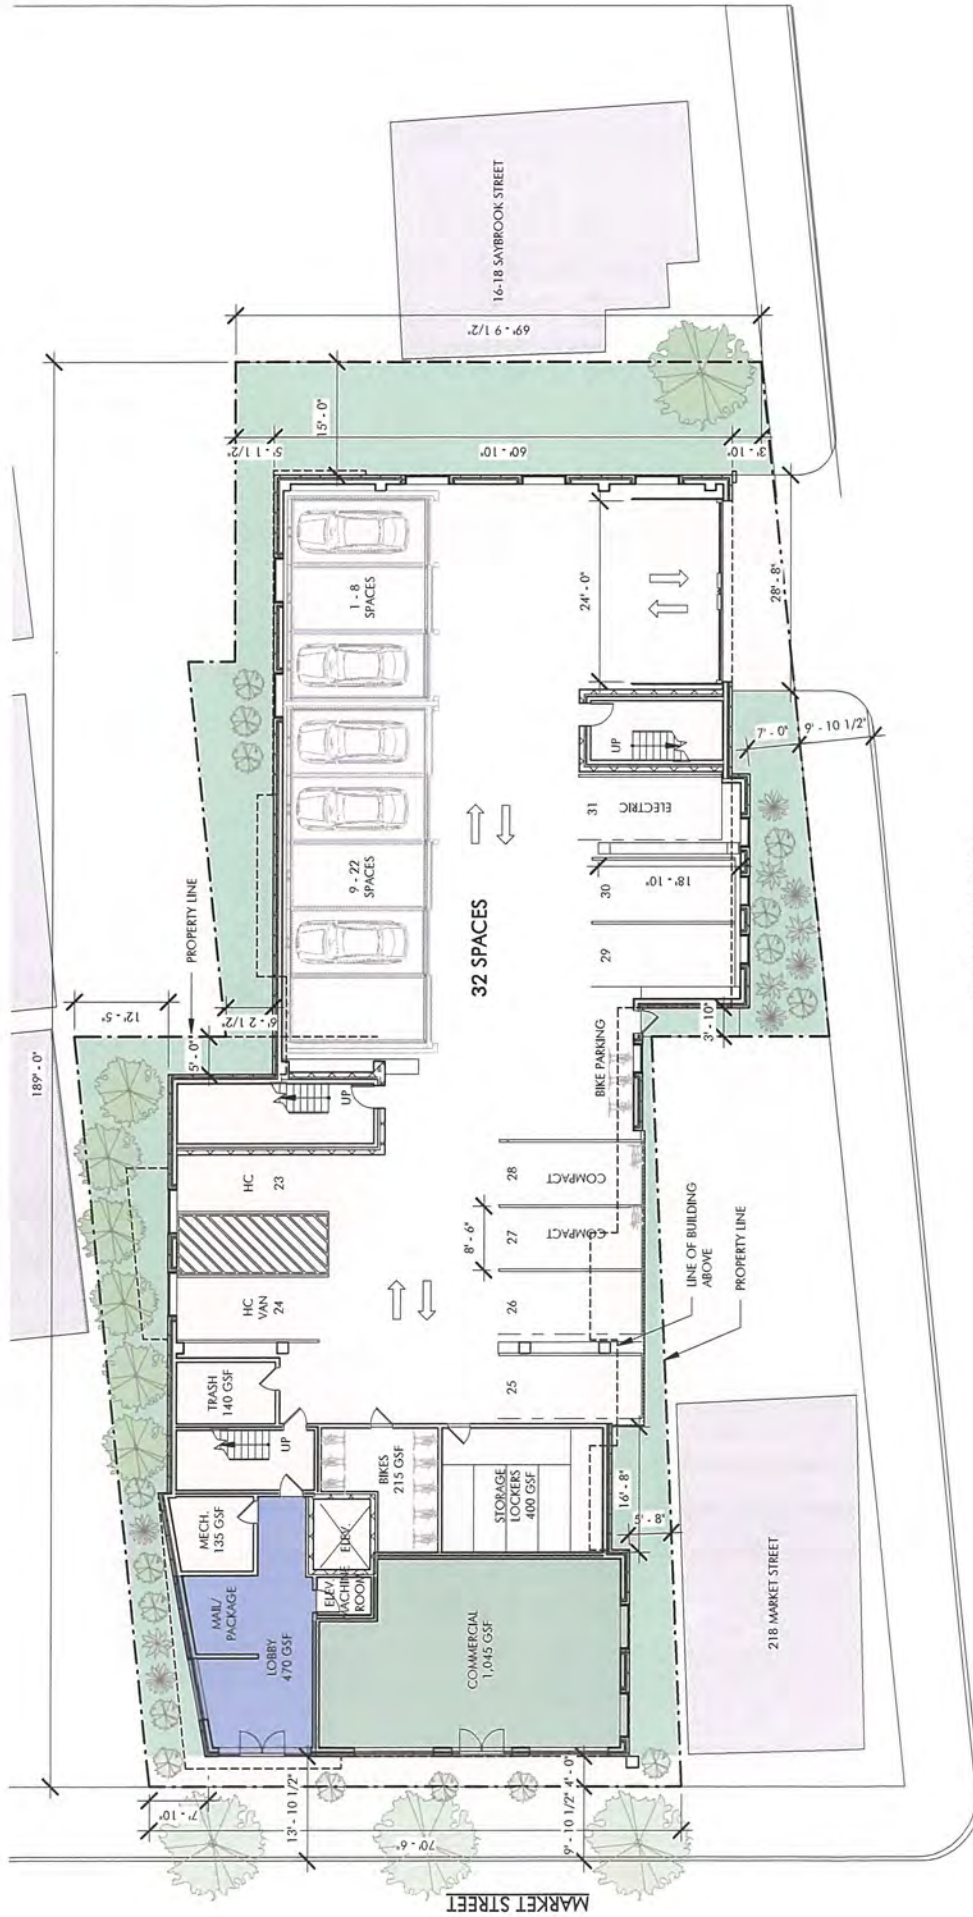 16-18 SAYBROOK STREET
69' - 9 1/2"
15' - 0"
5' - 1 1/2"
60' - 10"
3' - 10"
1 - 8
SPACES
24' - 0"
28' - 8"
7' - 0"
6' - 10 1/2"
UP
31
ELECTRIC
9 - 22
SPACES
30
18' - 10"
29
32 SPACES
PROPERTY LINE
12' - 5"
6' - 2 1/2"
5' - 0"
189' - 0"
3' - 10"
BIKE PARKING
UP
HC
23
28
COMPACT
8' - 6"
27
COMPACT
HC
VAN
24
26
LINE OF BUILDING
ABOVE
PROPERTY LINE
TRASH
140 GSF
25
UP
BIKES
215 GSF
STORAGE
LOCKERS
400 GSF
16' - 8"
5' - 8"
MECH.
135 GSF
ELEV.
ELEV.
MACHINE
ROOM
MAIL/
PACKAGE
LOBBY
470 GSF
COMMERCIAL
1,045 GSF
218 MARKET STREET
7' - 10"
13' - 10 1/2"
70' - 6"
9' - 10 1/2"
4' - 0"
MARKET STREET